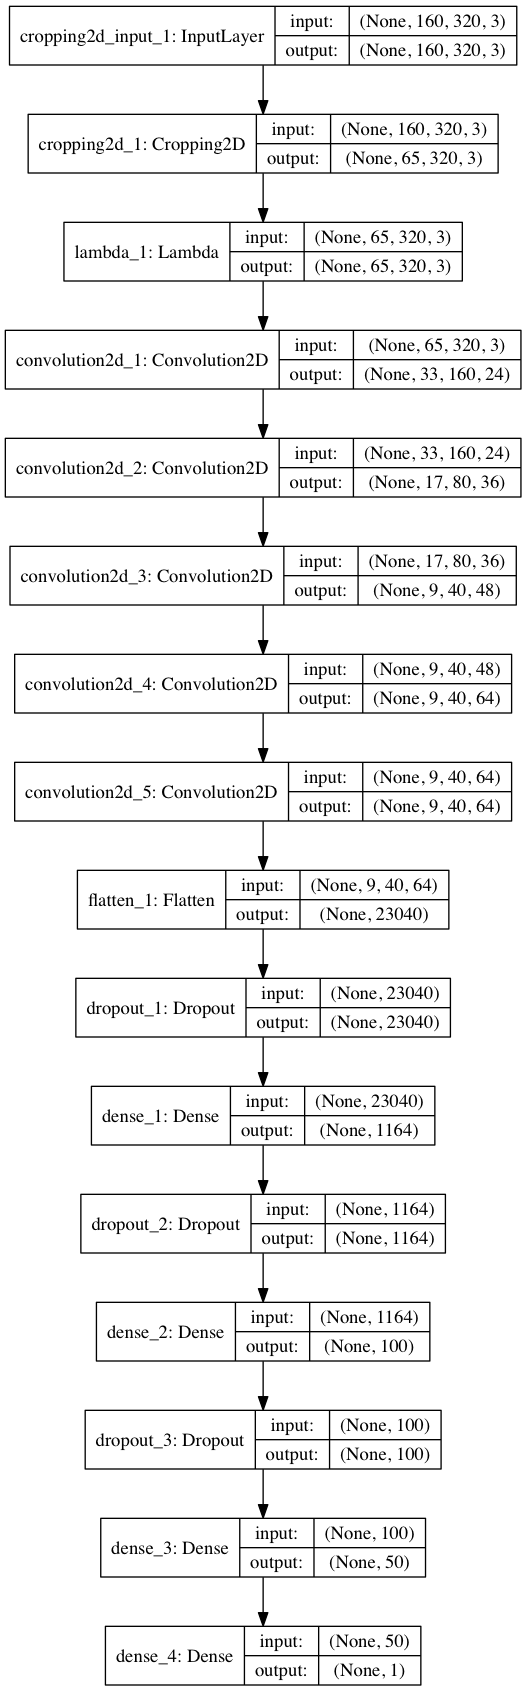 cropping2d_input_1: InputLayer
input: (None, 160, 320, 3)
output: (None, 160, 320, 3)
cropping2d_1: Cropping2D
input: (None, 160, 320, 3)
output: (None, 65, 320, 3)
lambda_1: Lambda
input: (None, 65, 320, 3)
output: (None, 65, 320, 3)
convolution2d_1: Convolution2D
input: (None, 65, 320, 3)
output: (None, 33, 160, 24)
convolution2d_2: Convolution2D
input: (None, 33, 160, 24)
output: (None, 17, 80, 36)
convolution2d_3: Convolution2D
input: (None, 17, 80, 36)
output: (None, 9, 40, 48)
convolution2d_4: Convolution2D
input: (None, 9, 40, 48)
output: (None, 9, 40, 64)
convolution2d_5: Convolution2D
input: (None, 9, 40, 64)
output: (None, 9, 40, 64)
flatten_1: Flatten
input: (None, 9, 40, 64)
output: (None, 23040)
dropout_1: Dropout
input: (None, 23040)
output: (None, 23040)
dense_1: Dense
input: (None, 23040)
output: (None, 1164)
dropout_2: Dropout
input: (None, 1164)
output: (None, 1164)
dense_2: Dense
input: (None, 1164)
output: (None, 100)
dropout_3: Dropout
input: (None, 100)
output: (None, 100)
dense_3: Dense
input: (None, 100)
output: (None, 50)
dense_4: Dense
input: (None, 50)
output: (None, 1)